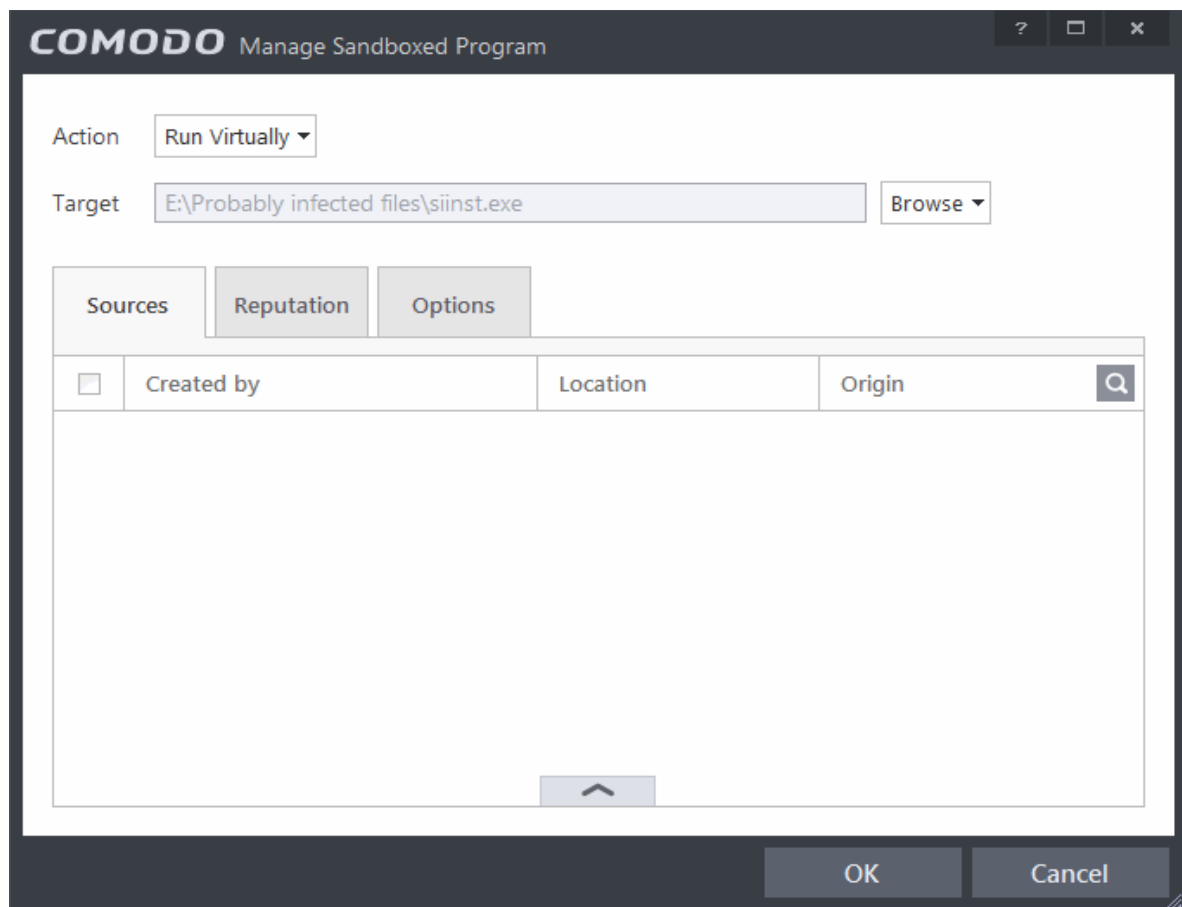 COMODO Manage Sandboxed Program ?
Action Run Virtually
Target E:\Probably infected files\siinst.exe Browse
Sources Reputation Options
Created by Location Origin
OK Cancel